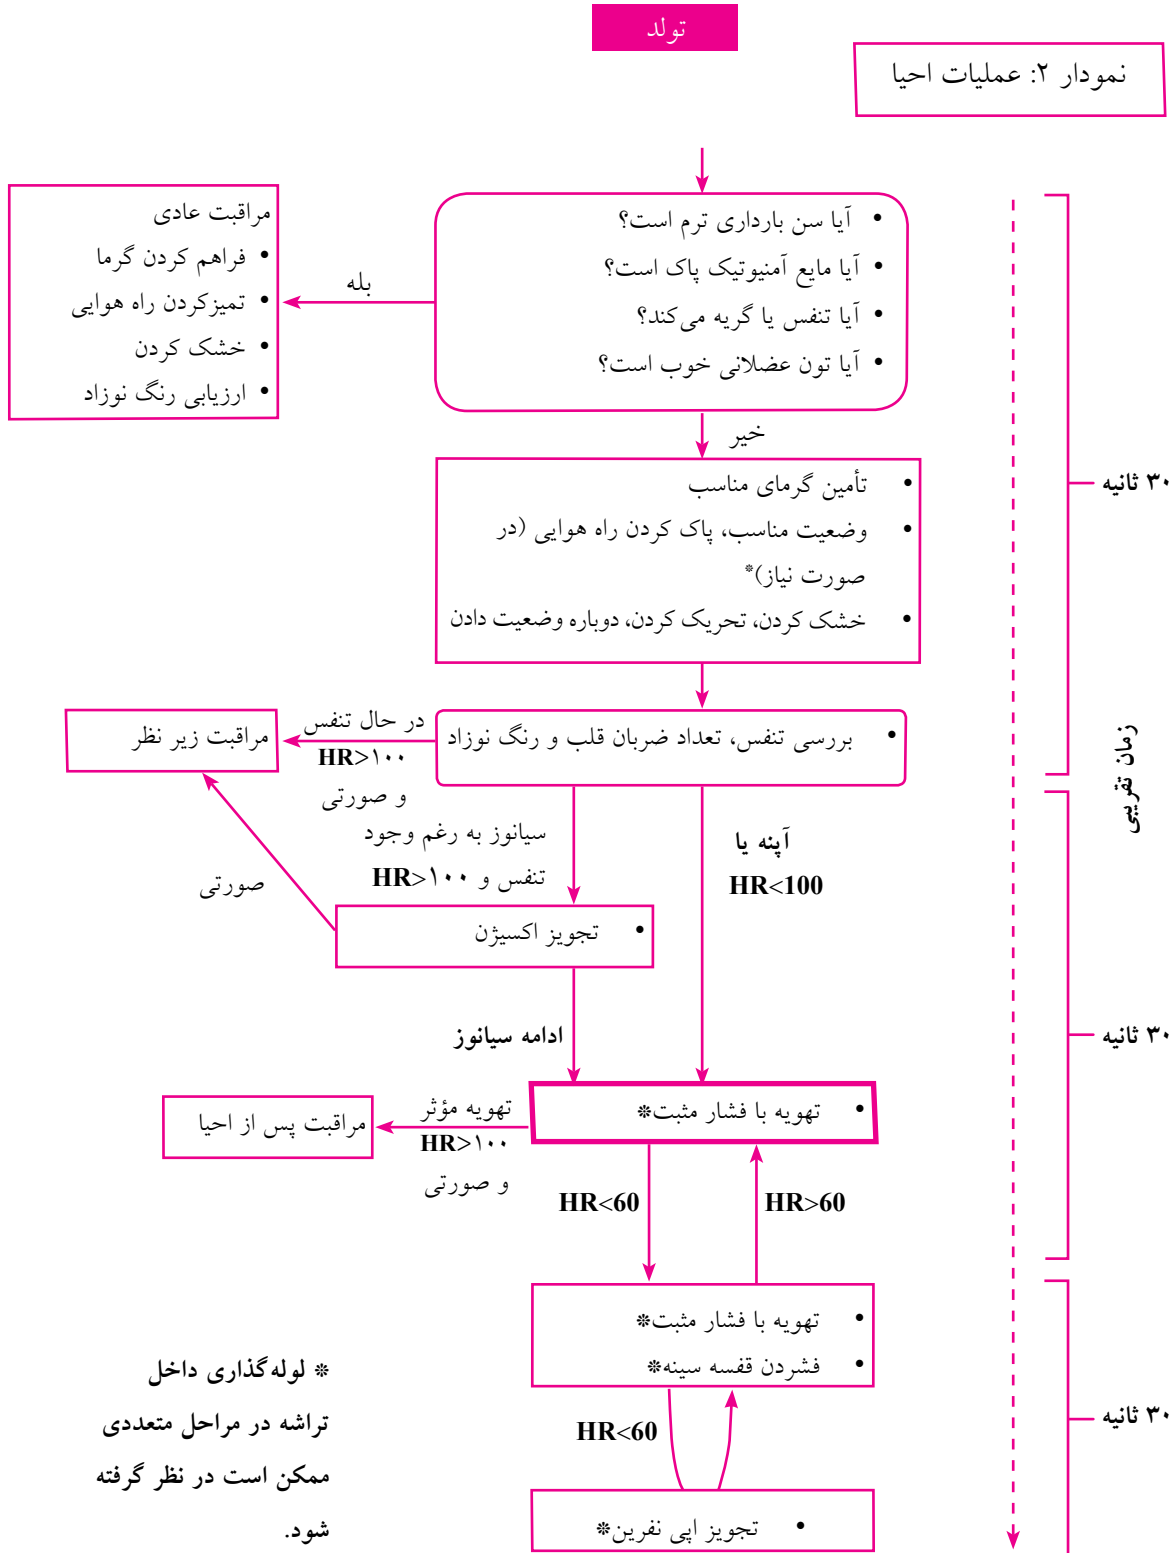 تولد
نمودار ۲: عملیات احیا
• آیا سن بارداری ترم است؟
• آیا مایع آمنیوتیک پاک است؟
• آیا تنفس یا گریه می‌کند؟
• آیا تون عضلانی خوب است؟
بله
مراقبت عادی
• فراهم کردن گرما
• تمیزکردن راه هوایی
• خشک کردن
• ارزیابی رنگ نوزاد
خیر
• تأمین گرمای مناسب
• وضعیت مناسب، پاک کردن راه هوایی (در
صورت نیاز)*
• خشک کردن، تحریک کردن، دوباره وضعیت دادن
۳۰ ثانیه
• بررسی تنفس، تعداد ضربان قلب و رنگ نوزاد
در حال تنفس
HR>۱۰۰
و صورتی
مراقبت زیر نظر
زمان تقریبی
سیانوز به رغم وجود
تنفس و HR>۱۰۰
آپنه یا
HR<100
صورتی
• تجویز اکسیژن
ادامه سیانوز
۳۰ ثانیه
• تهویه با فشار مثبت*
تهویه مؤثر
HR>۱۰۰
و صورتی
مراقبت پس از احیا
HR<60
HR>60
• تهویه با فشار مثبت*
• فشردن قفسه سینه*
HR<60
۳۰ ثانیه
• تجویز اپی نفرین*
* لوله‌گذاری داخل
تراشه در مراحل متعددی
ممکن است در نظر گرفته
شود.